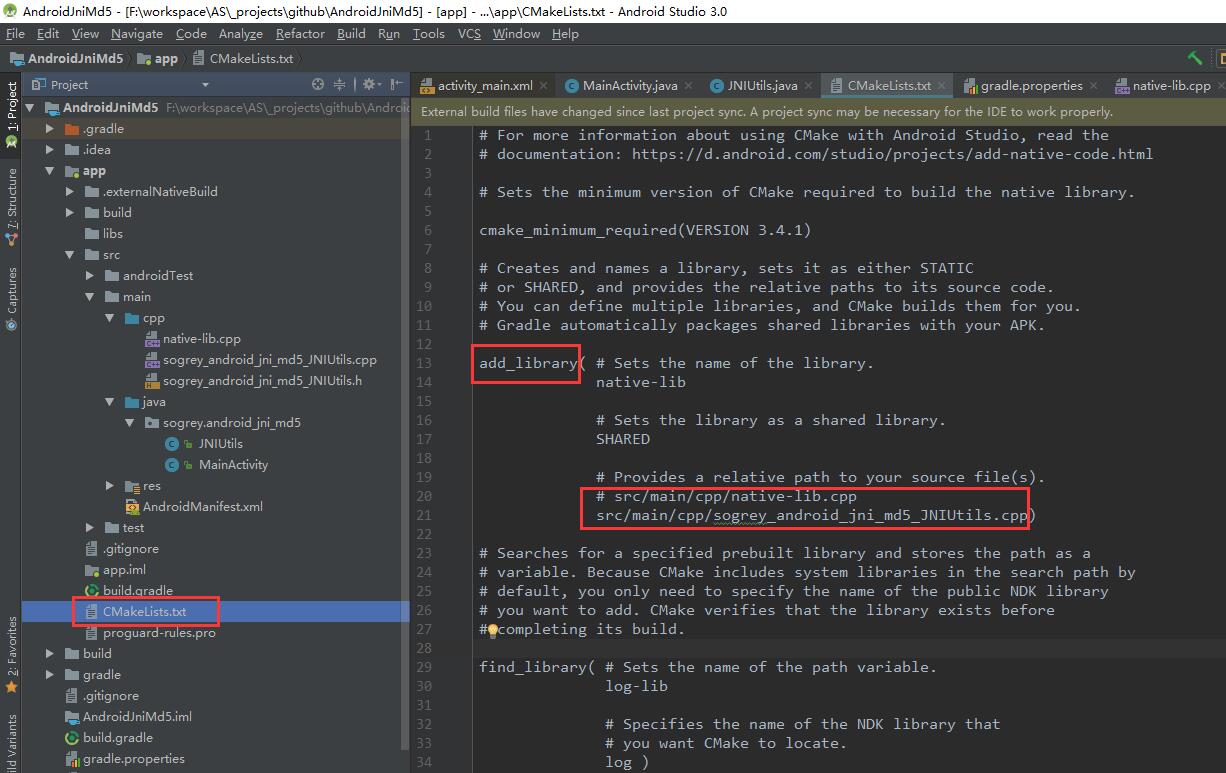 AndroidJniMd5 - [F:\workspace\AS\_projects\github\AndroidJniMd5] - [app] - ...\app\CMakeLists.txt - Android Studio 3.0
File Edit View Navigate Code Analyze Refactor Build Run Tools VCS Window Help
AndroidJniMd5 app CMakeLists.txt
1: Project
7: Structure
Captures
2: Favorites
ild Variants
Project
AndroidJniMd5 F:\workspace\AS\_projects\github\Androi
.gradle
.idea
app
.externalNativeBuild
build
libs
src
androidTest
main
cpp
native-lib.cpp
sogrey_android_jni_md5_JNIUtils.cpp
sogrey_android_jni_md5_JNIUtils.h
java
sogrey.android_jni_md5
JNIUtils
MainActivity
res
AndroidManifest.xml
test
.gitignore
app.iml
build.gradle
CMakeLists.txt
proguard-rules.pro
build
gradle
.gitignore
AndroidJniMd5.iml
build.gradle
gradle.properties
activity_main.xml MainActivity.java JNIUtils.java CMakeLists.txt gradle.properties native-lib.cpp
External build files have changed since last project sync. A project sync may be necessary for the IDE to work properly.
1 # For more information about using CMake with Android Studio, read the
2 # documentation: https://d.android.com/studio/projects/add-native-code.html
3
4 # Sets the minimum version of CMake required to build the native library.
5
6 cmake_minimum_required(VERSION 3.4.1)
7
8 # Creates and names a library, sets it as either STATIC
9 # or SHARED, and provides the relative paths to its source code.
10 # You can define multiple libraries, and CMake builds them for you.
11 # Gradle automatically packages shared libraries with your APK.
12
13 add_library( # Sets the name of the library.
14 native-lib
15
16 # Sets the library as a shared library.
17 SHARED
18
19 # Provides a relative path to your source file(s).
20 # src/main/cpp/native-lib.cpp
21 src/main/cpp/sogrey_android_jni_md5_JNIUtils.cpp)
22
23 # Searches for a specified prebuilt library and stores the path as a
24 # variable. Because CMake includes system libraries in the search path by
25 # default, you only need to specify the name of the public NDK library
26 # you want to add. CMake verifies that the library exists before
27 # completing its build.
28
29 find_library( # Sets the name of the path variable.
30 log-lib
31
32 # Specifies the name of the NDK library that
33 # you want CMake to locate.
34 log )